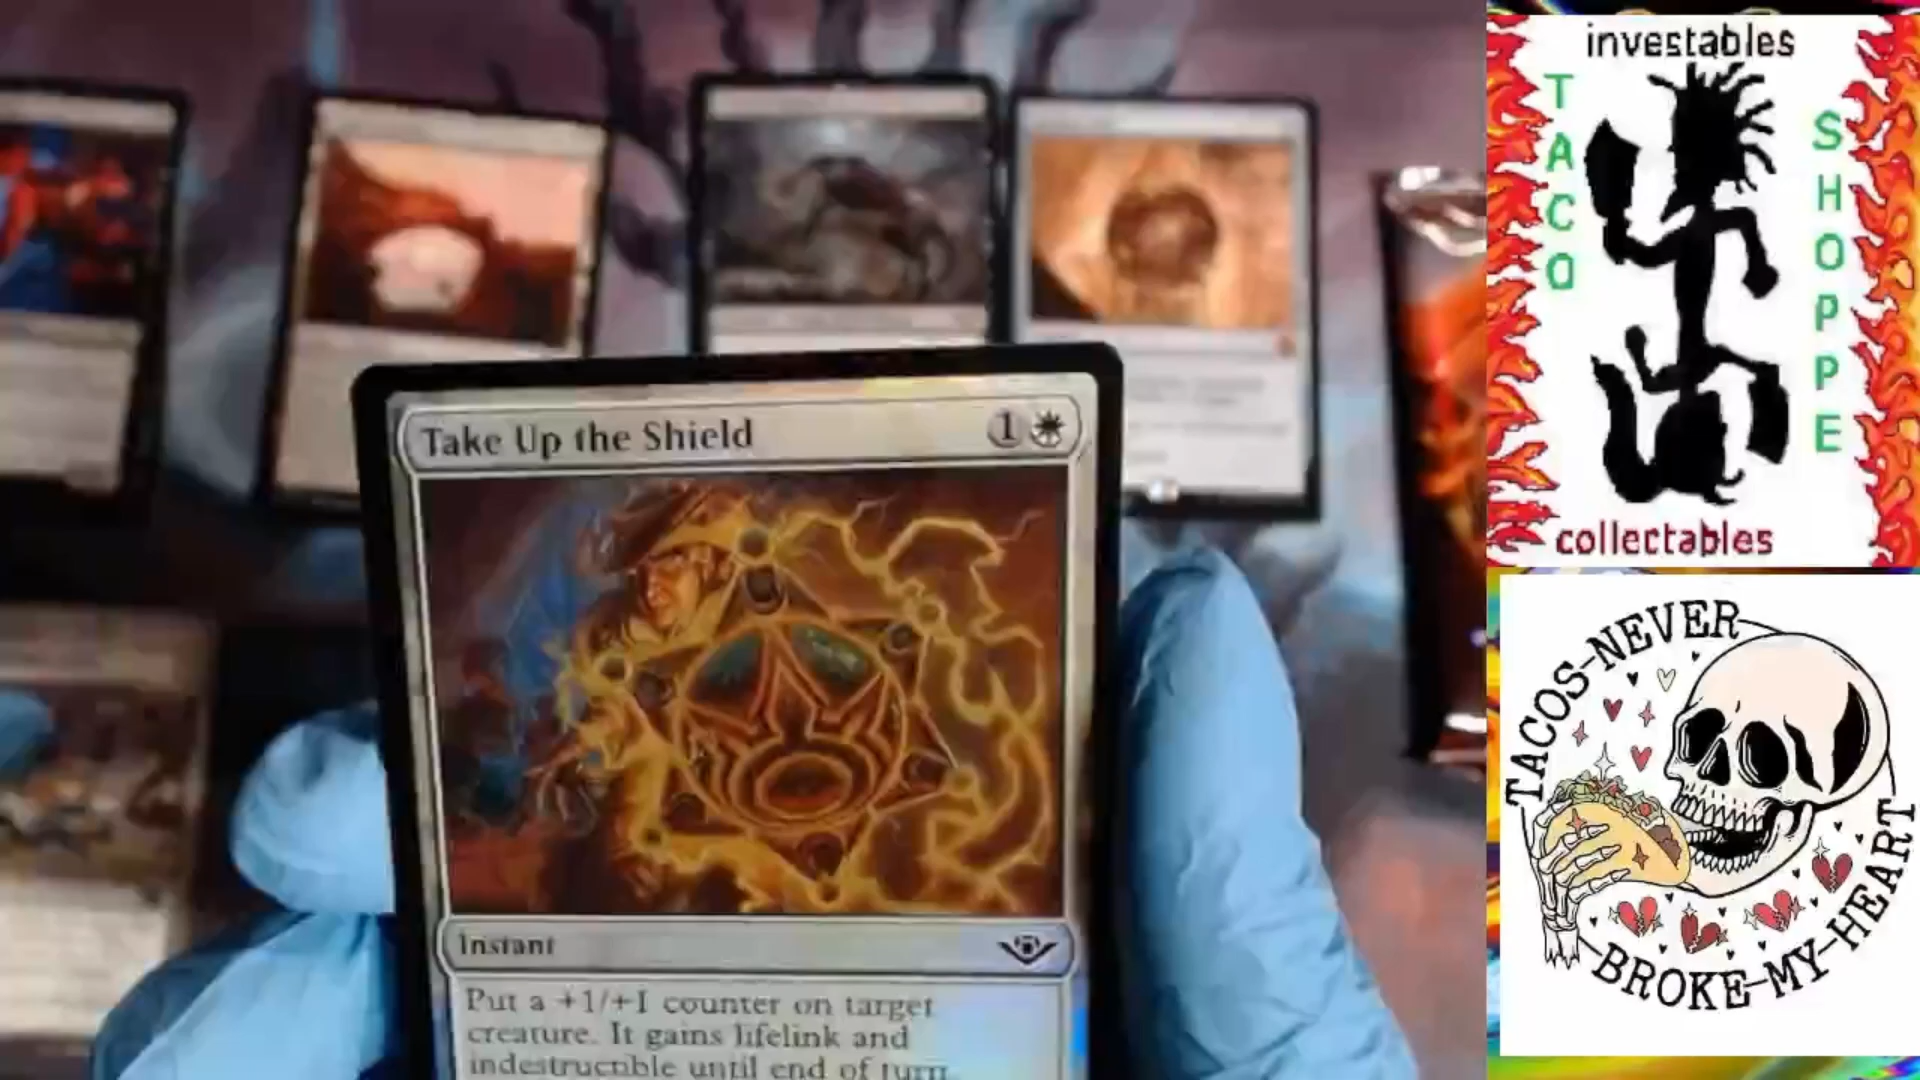 Take Up the Shield 1
Instant
Put a +1/+1 counter on target
creature. It gains lifelink and
indestructible until end of turn.
investables
TACO
SHOPPE
collectables
TACOS-NEVER
BROKE-MY-HEART